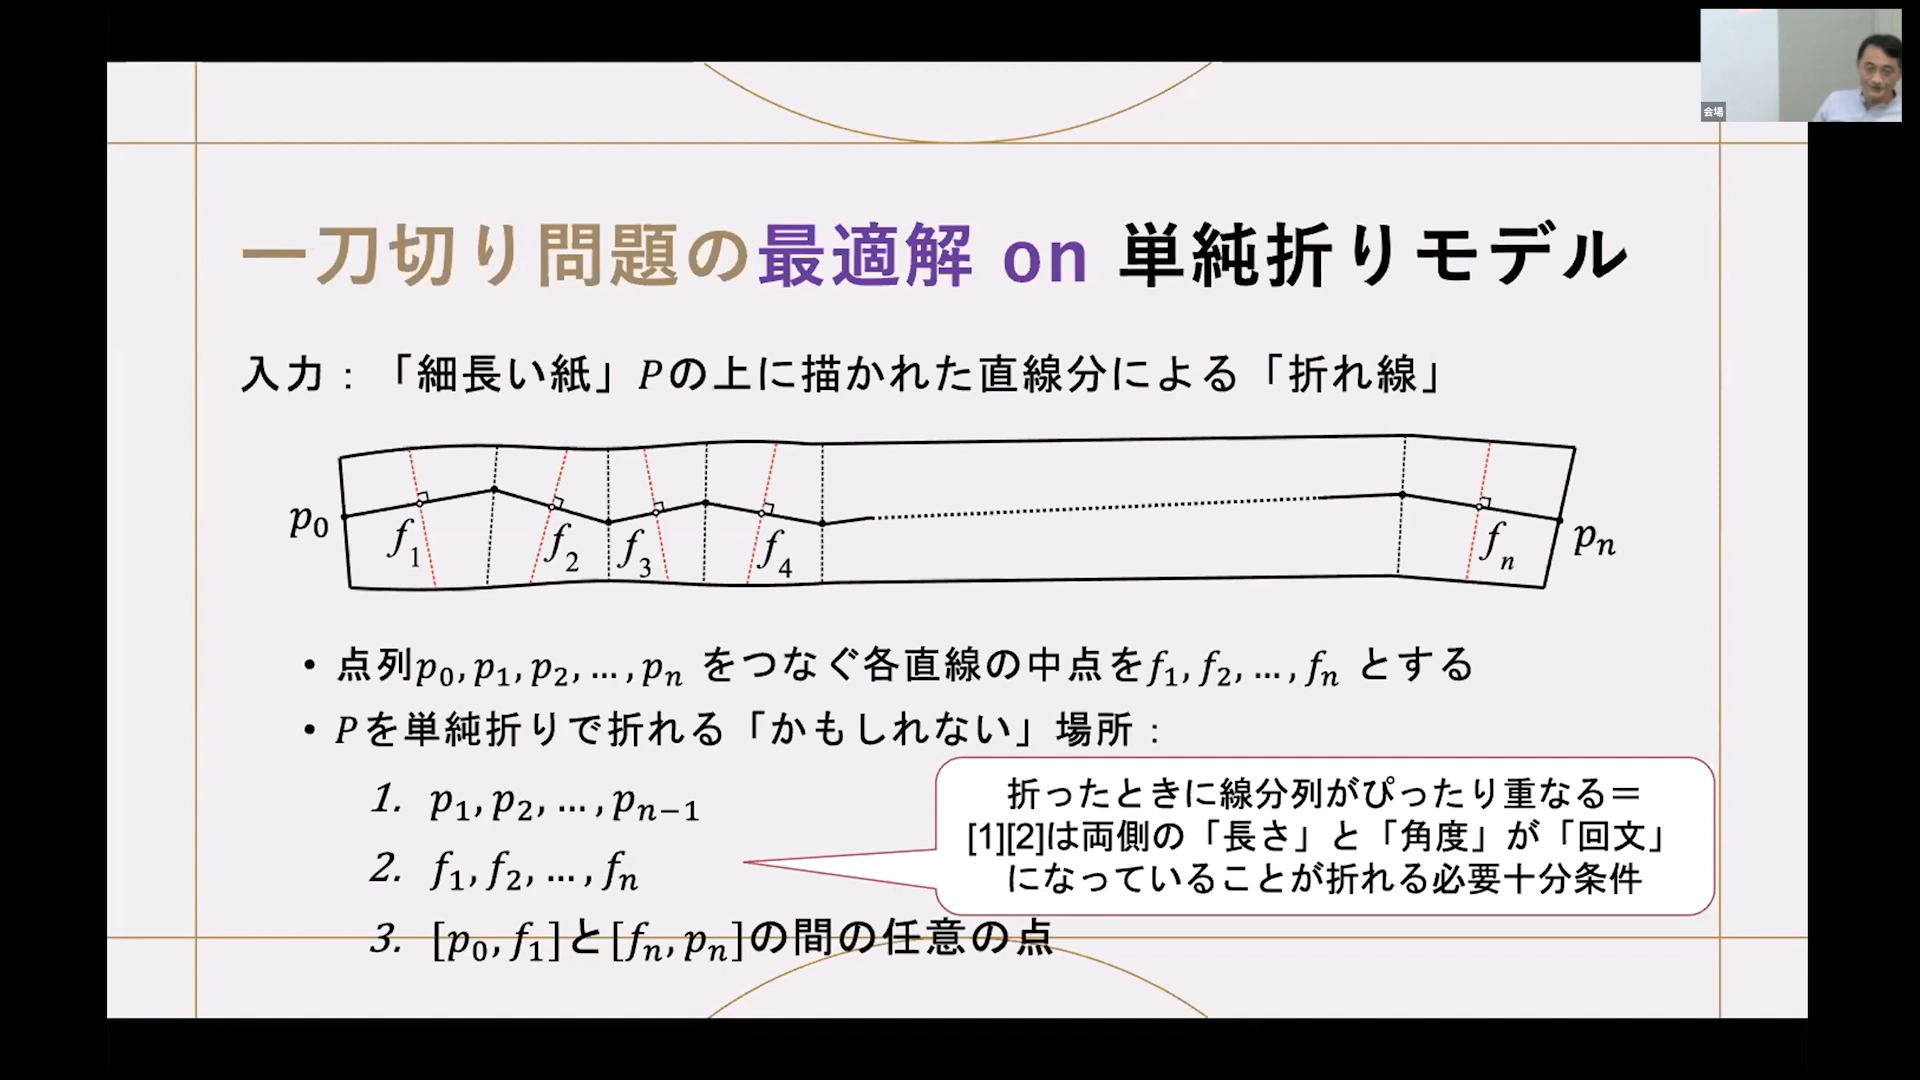 会場
一刀切り問題の最適解 on 単純折りモデル
入力：「細長い紙」Pの上に描かれた直線分による「折れ線」
p₀ f₁ f₂ f₃ f₄ fₙ pₙ
• 点列p₀, p₁, p₂, … , pₙ をつなぐ各直線の中点をf₁, f₂, … , fₙ とする
• Pを単純折りで折れる「かもしれない」場所：
1. p₁, p₂, … , pₙ₋₁
2. f₁, f₂, … , fₙ
3. [p₀, f₁]と[fₙ, pₙ]の間の任意の点
折ったときに線分列がぴったり重なる＝
[1][2]は両側の「長さ」と「角度」が「回文」
になっていることが折れる必要十分条件